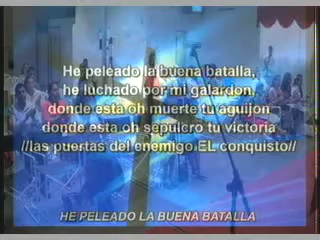 He peleado la buena batalla,
he luchado por mi galardon,
donde esta oh muerte tu aguijon
donde esta oh sepulcro tu victoria
//las puertas del enemigo EL conquisto//
HE PELEADO LA BUENA BATALLA